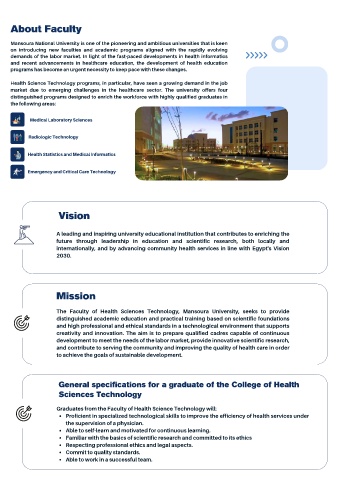 About Faculty
Mansoura National University is one of the pioneering and ambitious universities that is keen
on introducing new faculties and academic programs aligned with the rapidly evolving
demands of the labor market. In light of the fast-paced developments in health informatics
and recent advancements in healthcare education, the development of health education
programs has become an urgent necessity to keep pace with these changes.
Health Science Technology programs, in particular, have seen a growing demand in the job
market due to emerging challenges in the healthcare sector. The university offers four
distinguished programs designed to enrich the workforce with highly qualified graduates in
the following areas:
Medical Laboratory Sciences
Radiologic Technology
Health Statistics and Medical Informatics
Emergency and Critical Care Technology
Vision
A leading and inspiring university educational institution that contributes to enriching the
future through leadership in education and scientific research, both locally and
internationally, and by advancing community health services in line with Egypt's Vision
2030.
Mission
The Faculty of Health Sciences Technology, Mansoura University, seeks to provide
distinguished academic education and practical training based on scientific foundations
and high professional and ethical standards in a technological environment that supports
creativity and innovation. The aim is to prepare qualified cadres capable of continuous
development to meet the needs of the labor market, provide innovative scientific research,
and contribute to serving the community and improving the quality of health care in order
to achieve the goals of sustainable development.
General specifications for a graduate of the College of Health
Sciences Technology
Graduates from the Faculty of Health Science Technology will:
• Proficient in specialized technological skills to improve the efficiency of health services under
the supervision of a physician.
• Able to self-learn and motivated for continuous learning.
• Familiar with the basics of scientific research and committed to its ethics
• Respecting professional ethics and legal aspects.
• Commit to quality standards.
• Able to work in a successful team.